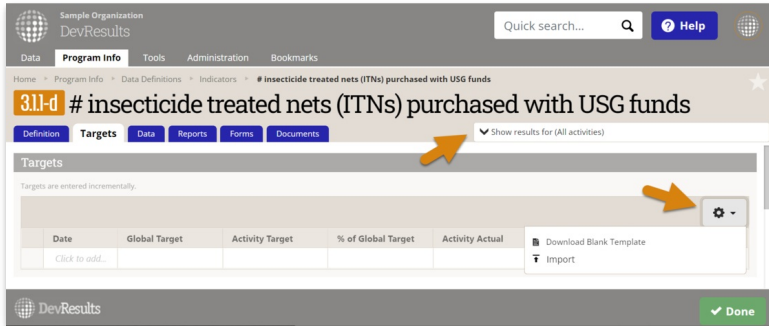 Sample Organization
DevResults
Quick search...
? Help
Data Program Info Tools Administration Bookmarks
Home Program Info Data Definitions Indicators # insecticide treated nets (ITNs) purchased with USG funds
3.1.1-d # insecticide treated nets (ITNs) purchased with USG funds
Definition Targets Data Reports Forms Documents
Show results for (All activities)
Targets
Targets are entered incrementally.
Date Global Target Activity Target % of Global Target Activity Actual
Click to add...
Download Blank Template
Import
DevResults
Done